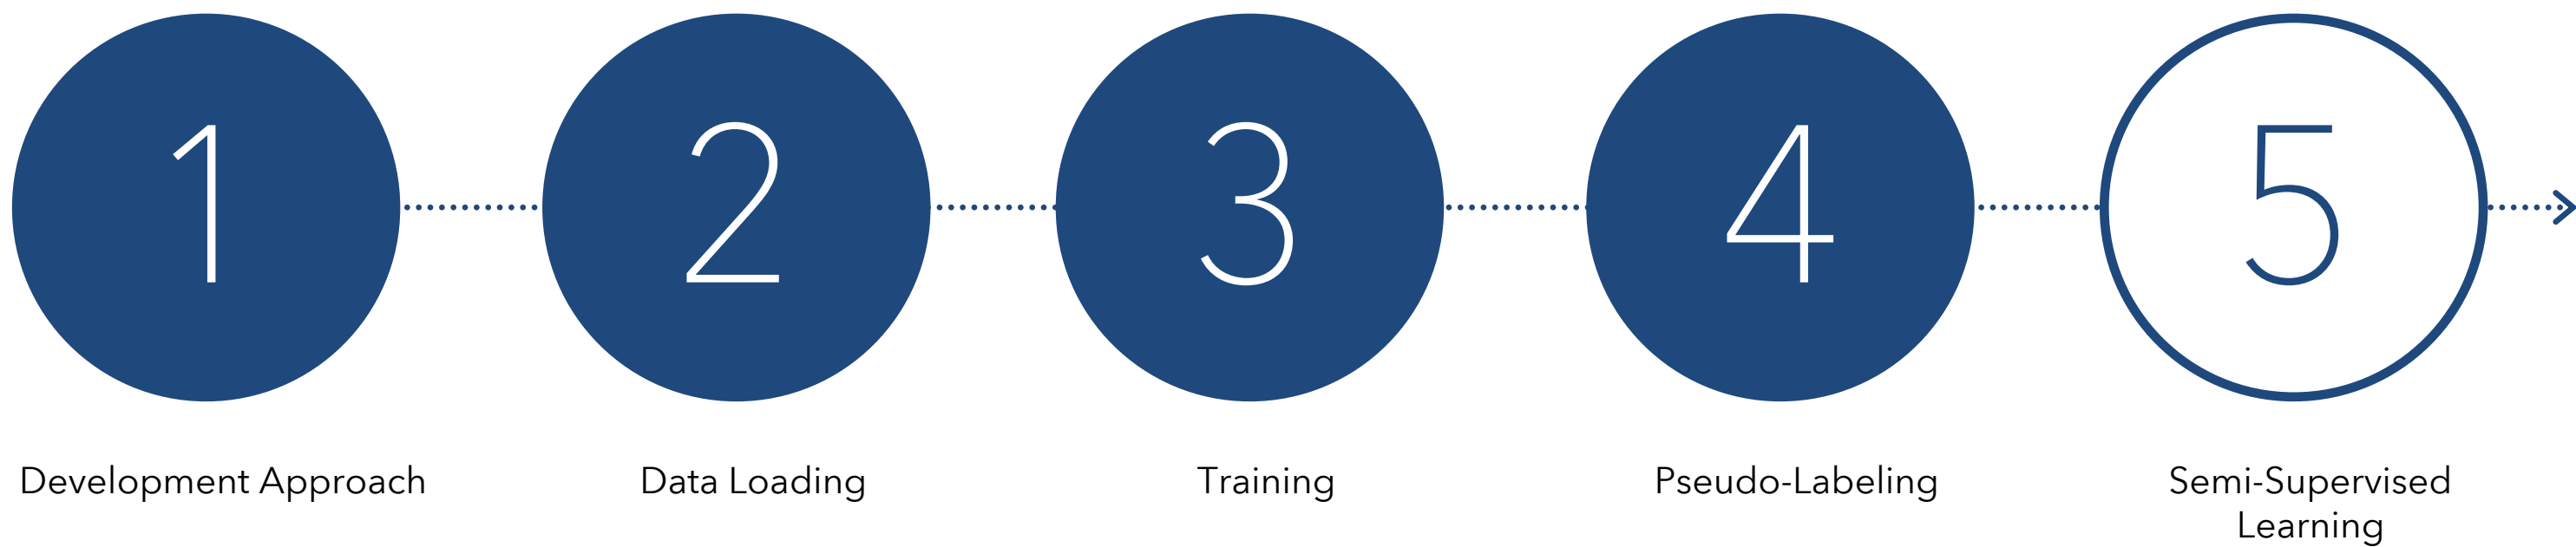 1
2
3
4
5
Development Approach
Data Loading
Training
Pseudo-Labeling
Semi-Supervised
Learning